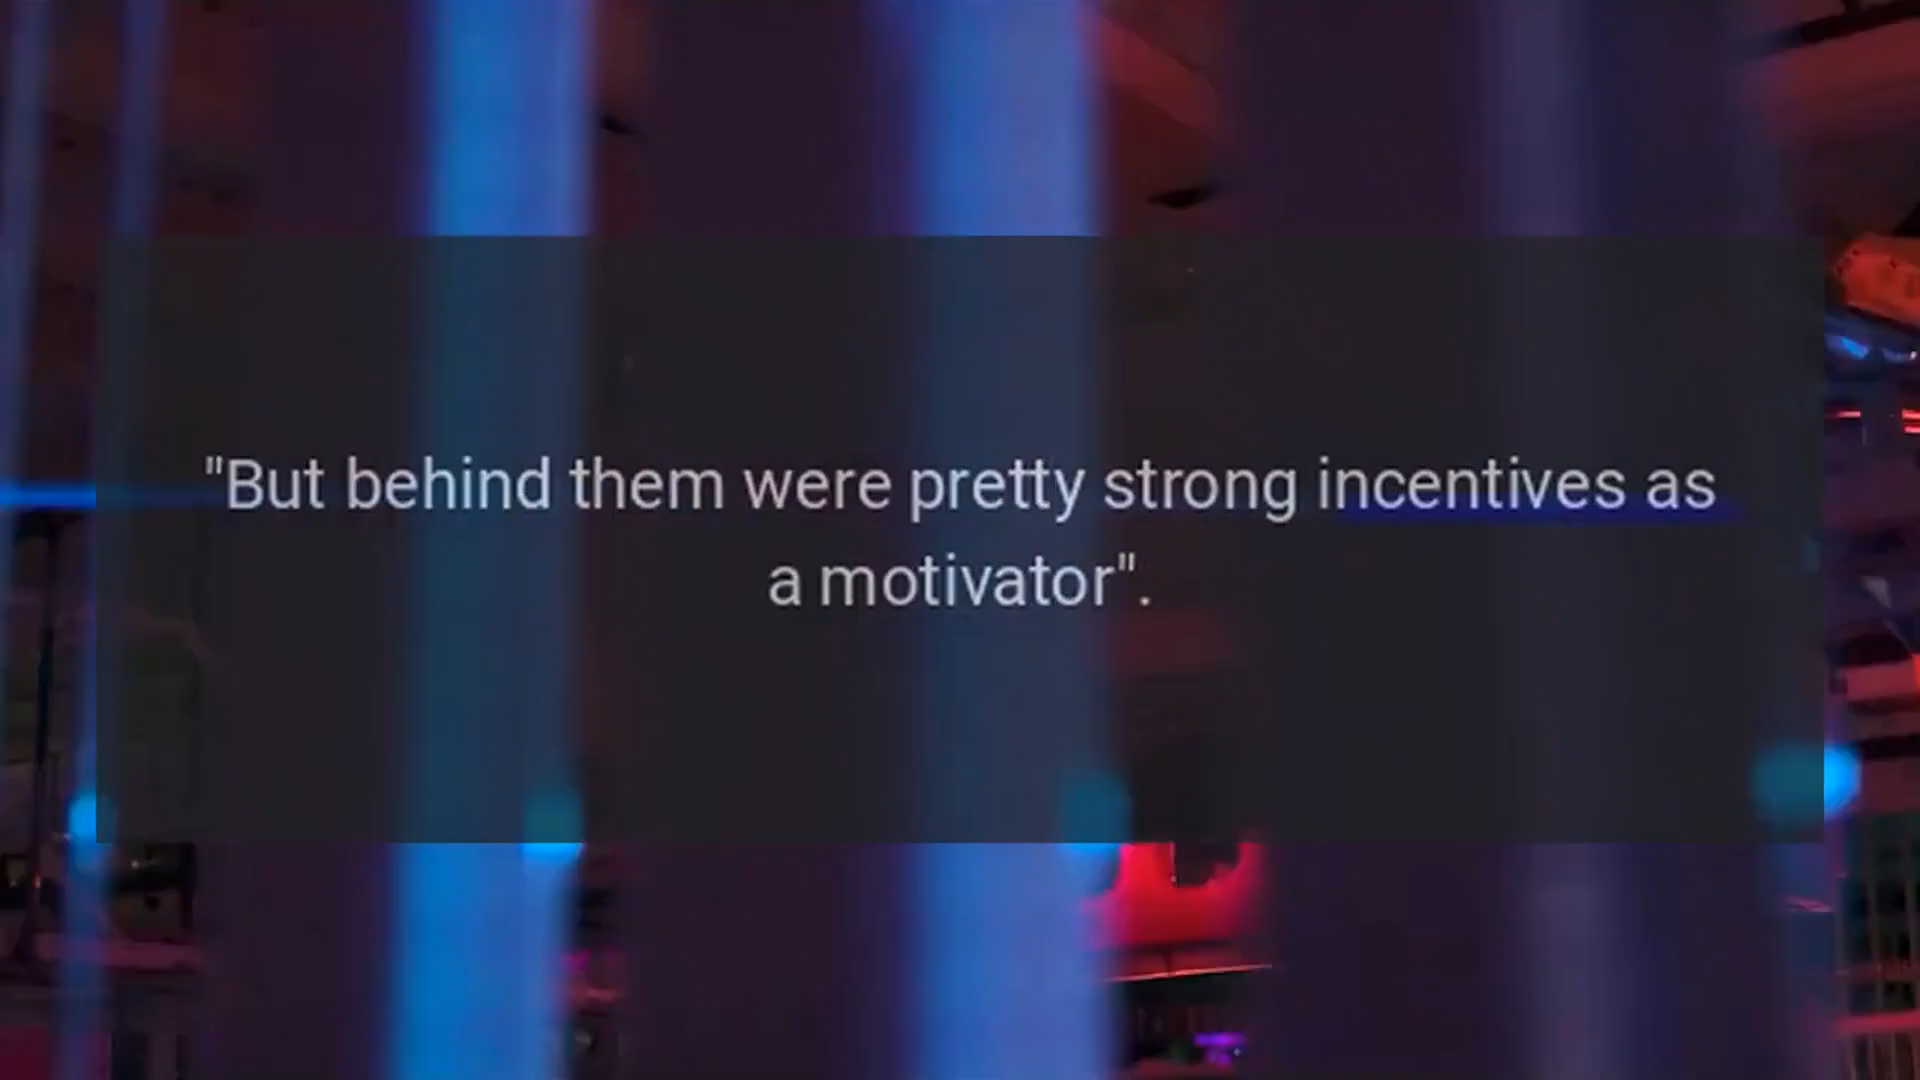 "But behind them were pretty strong incentives as
a motivator".